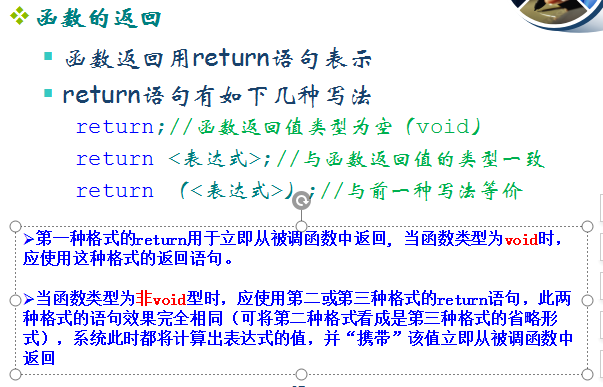 函数的返回
函数返回用return语句表示
return语句有如下几种写法
return;//函数返回值类型为空（void）
return <表达式>;//与函数返回值的类型一致
return （<表达式>）;//与前一种写法等价
➢第一种格式的return用于立即从被调函数中返回, 当函数类型为void时，
应使用这种格式的返回语句。
➢当函数类型为非void型时，应使用第二或第三种格式的return语句，此两
种格式的语句效果完全相同（可将第二种格式看成是第三种格式的省略形
式），系统此时都将计算出表达式的值，并“携带”该值立即从被调函数中
返回